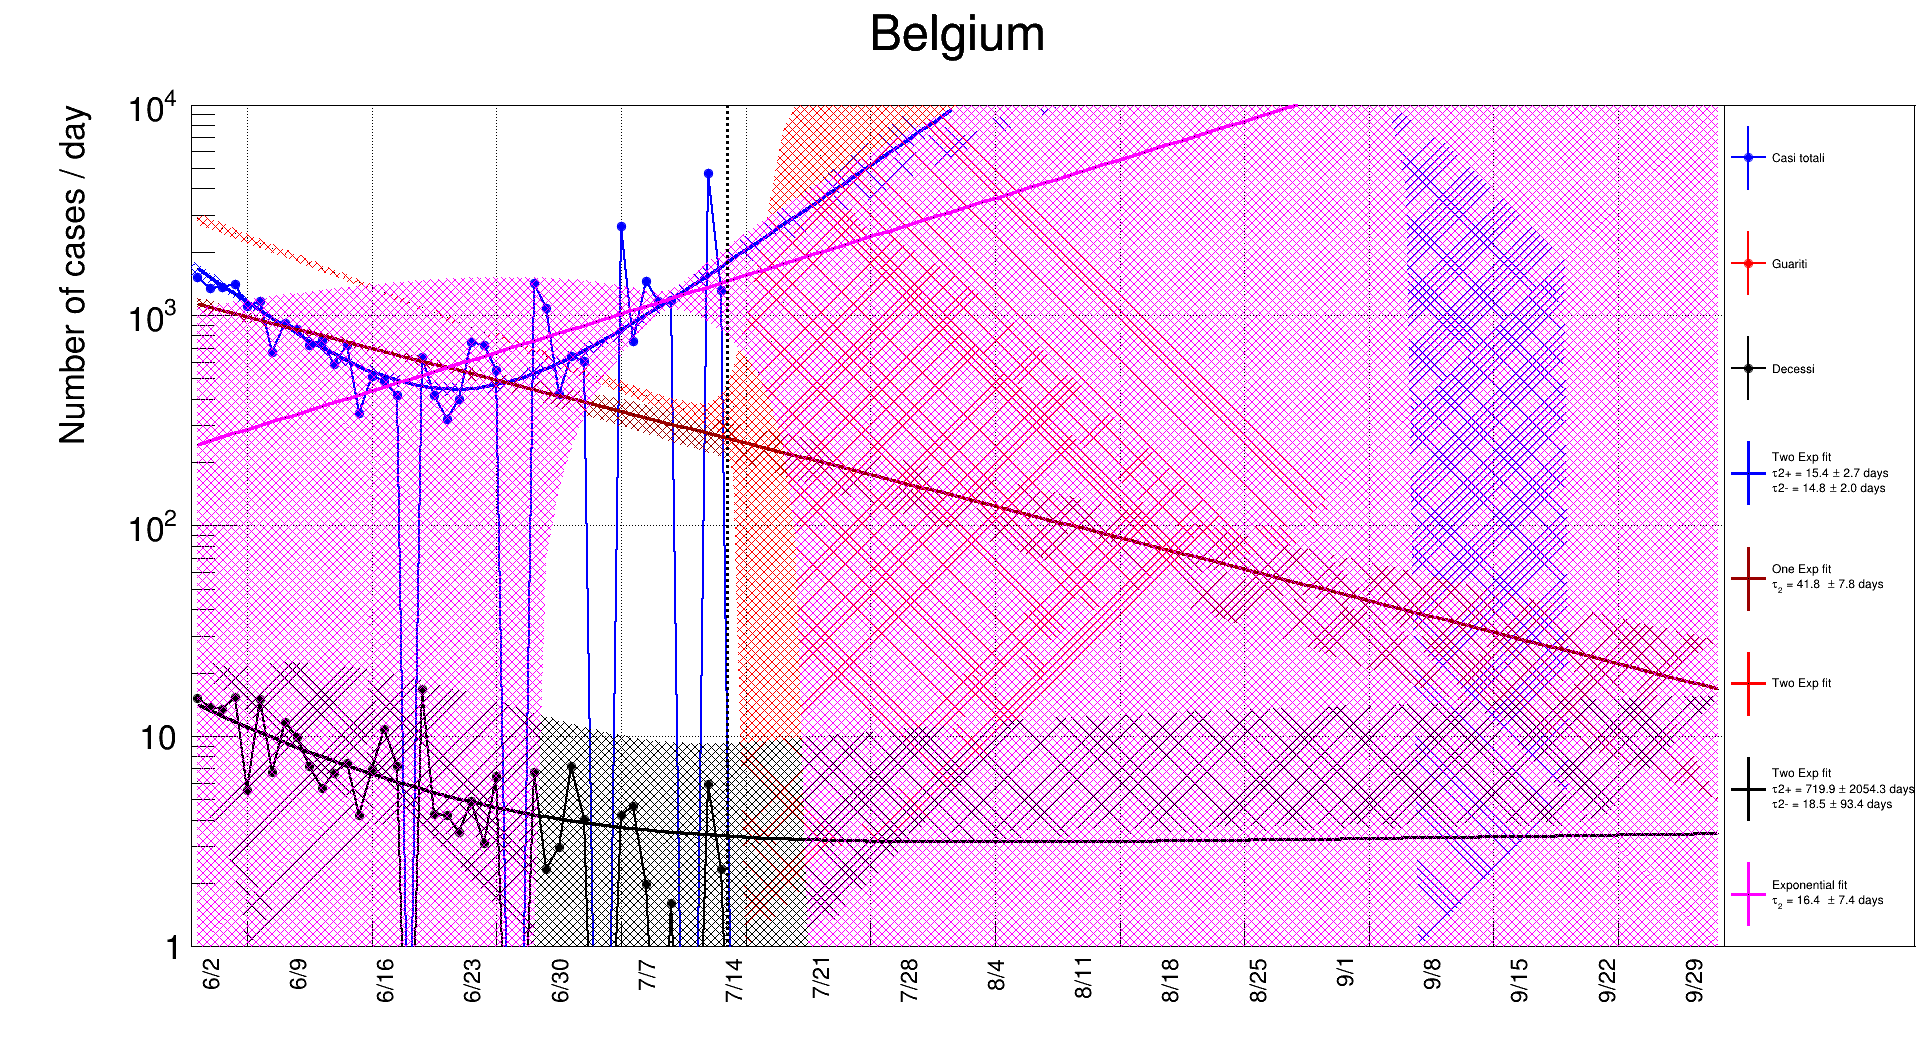 Belgium
Number of cases / day
10⁴
10³
10²
10
1
6/2
6/9
6/16
6/23
6/30
7/7
7/14
7/21
7/28
8/4
8/11
8/18
8/25
9/1
9/8
9/15
9/22
9/29
Casi totali
Guariti
Decessi
Two Exp fit
τ2+ = 15.4 ± 2.7 days
τ2- = 14.8 ± 2.0 days
One Exp fit
τ₂ = 41.8 ± 7.8 days
Two Exp fit
Two Exp fit
τ2+ = 719.9 ± 2054.3 days
τ2- = 18.5 ± 93.4 days
Exponential fit
τ₂ = 16.4 ± 7.4 days